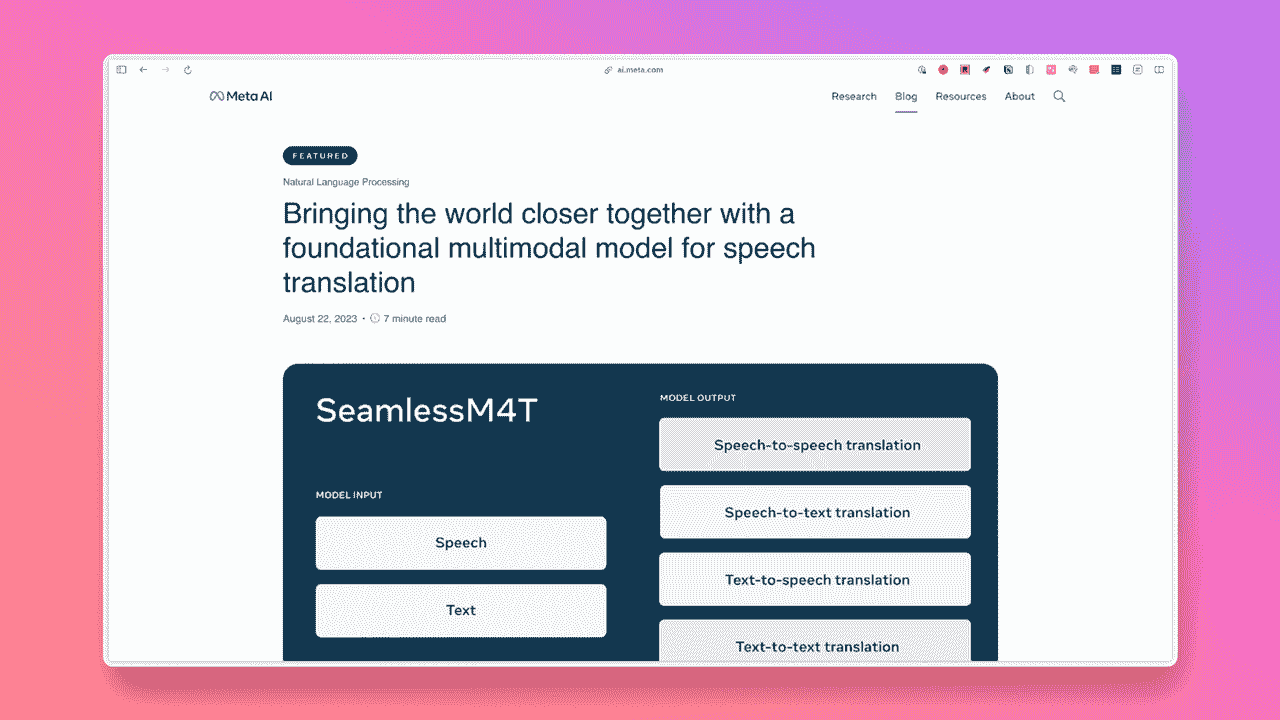 ai.meta.com
Meta AI
Research
Blog
Resources
About
FEATURED
Natural Language Processing
Bringing the world closer together with a
foundational multimodal model for speech
translation
August 22, 2023 • 7 minute read
SeamlessM4T
MODEL INPUT
Speech
Text
MODEL OUTPUT
Speech-to-speech translation
Speech-to-text translation
Text-to-speech translation
Text-to-text translation